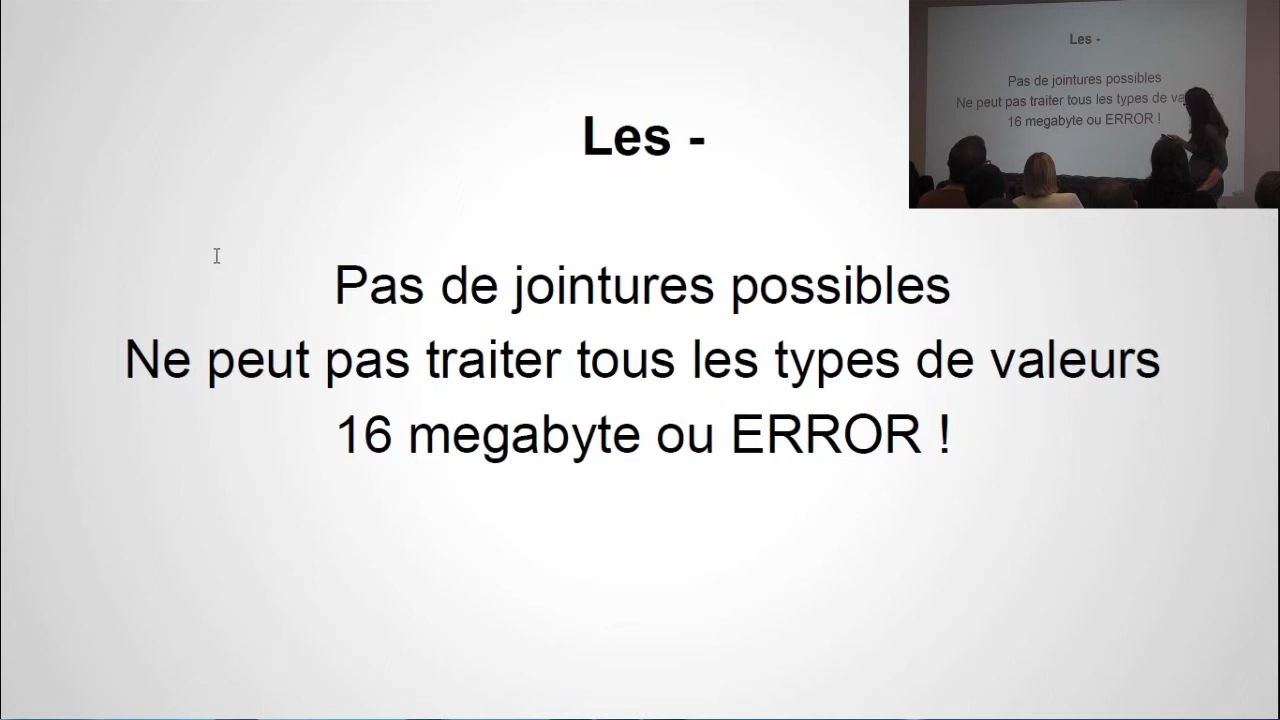 Les -
Pas de jointures possibles
Ne peut pas traiter tous les types de valeurs
16 megabyte ou ERROR !
Les -
Pas de jointures possibles
Ne peut pas traiter tous les types de
16 megabyte ou ERROR !